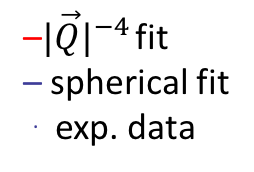 |Q⃗|⁻⁴ fit
spherical fit
exp. data